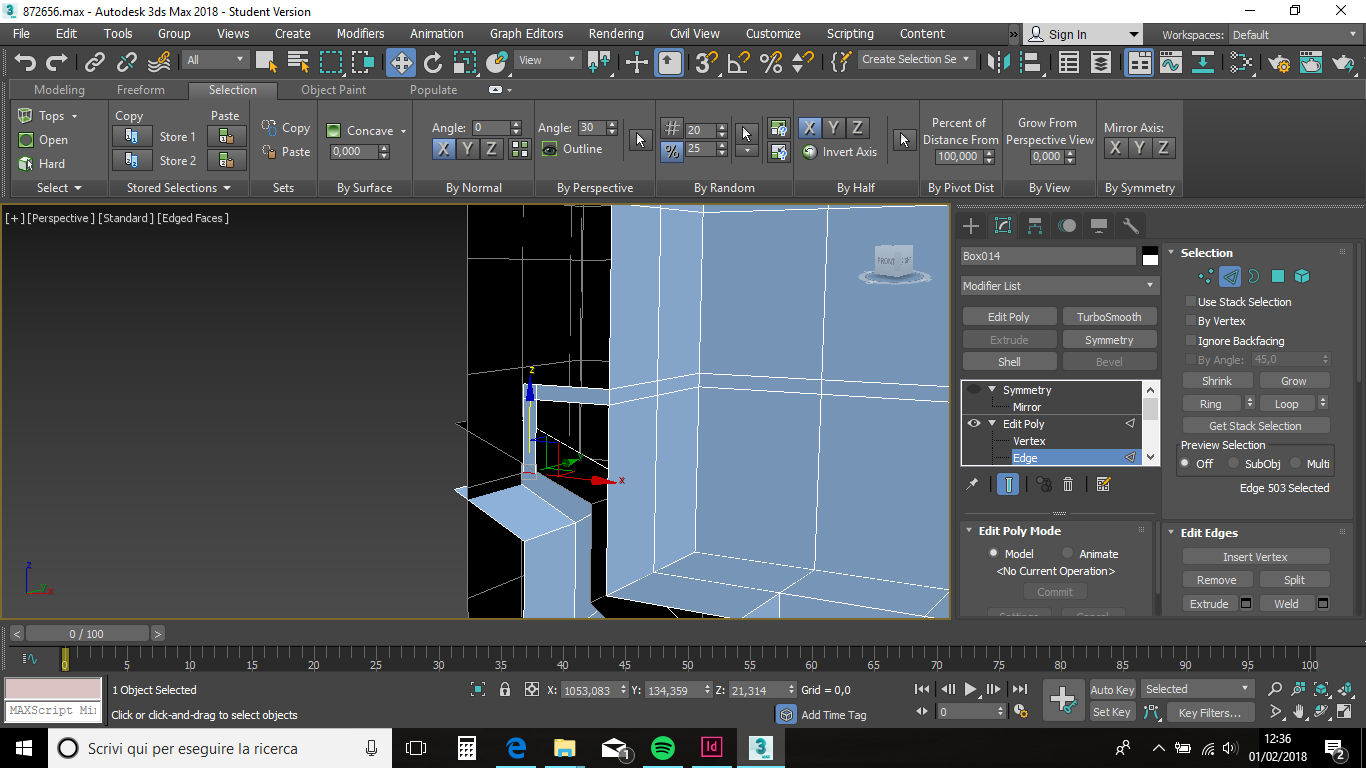 872656.max - Autodesk 3ds Max 2018 - Student Version
File Edit Tools Group Views Create Modifiers Animation Graph Editors Rendering Civil View Customize Scripting Content » Sign In Workspaces: Default
All View Create Selection Se
Modeling Freeform Selection Object Paint Populate
Tops Copy Paste Copy Concave Angle: 0 Angle: 30 20 X Y Z Percent of Grow From Mirror Axis:
Open Store 1 Paste 0,000 X Y Z Outline % 25 Invert Axis Distance From Perspective View X Y Z
Hard Store 2 100,000 0,000
Select Stored Selections Sets By Surface By Normal By Perspective By Random By Half By Pivot Dist By View By Symmetry
[+] [Perspective] [Standard] [Edged Faces]
FRONT
z
x
z
Box014
Modifier List
Edit Poly TurboSmooth
Extrude Symmetry
Shell Bevel
Symmetry
Mirror
Edit Poly
Vertex
Edge
Edit Poly Mode
Model Animate
<No Current Operation>
Commit
Settings Cancel
Selection
Use Stack Selection
By Vertex
Ignore Backfacing
By Angle: 45,0
Shrink Grow
Ring Loop
Get Stack Selection
Preview Selection
Off SubObj Multi
Edge 503 Selected
Edit Edges
Insert Vertex
Remove Split
Extrude Weld
< 0 / 100 >
0 5 10 15 20 25 30 35 40 45 50 55 60 65 70 75 80 85 90 95 100
1 Object Selected X: 1053,083 Y: 134,359 Z: 21,314 Grid = 0,0 Auto Key Selected
MAXScript Mi Click or click-and-drag to select objects Add Time Tag 0 Set Key Key Filters...
Scrivi qui per eseguire la ricerca 1 Id 3 MAX 12:36
01/02/2018 2